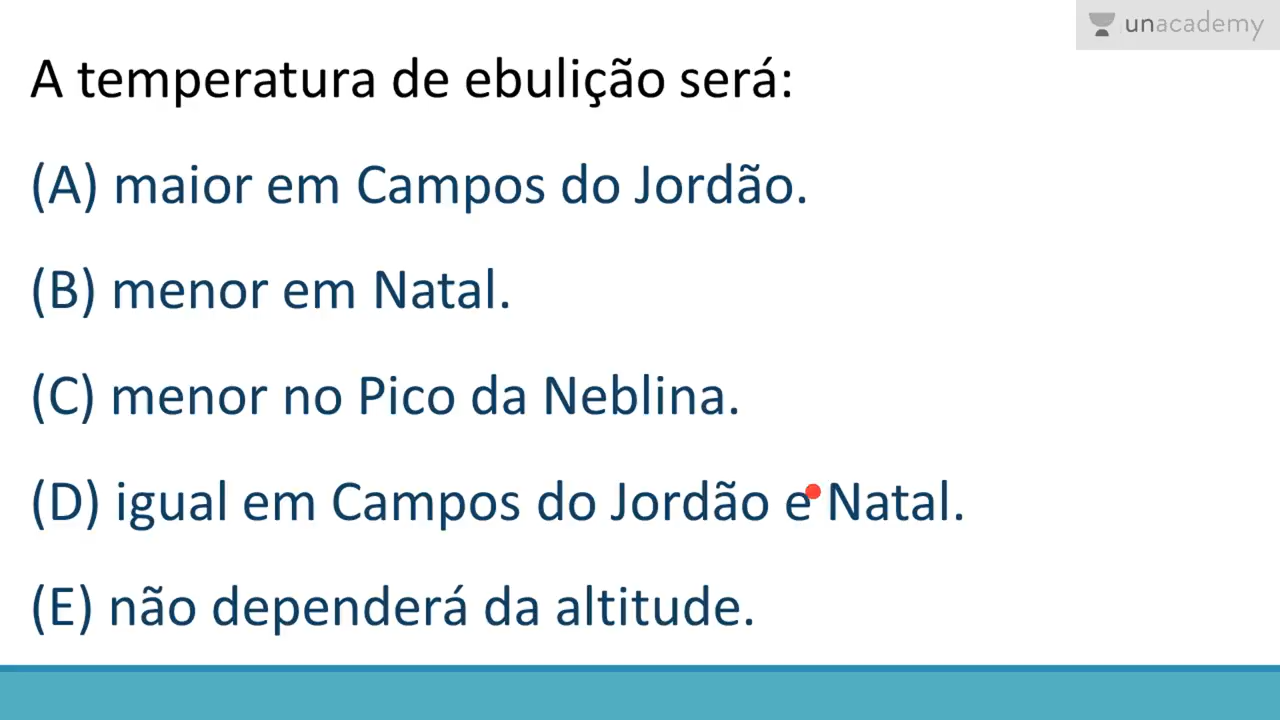 unacademy
A temperatura de ebulição será:
(A) maior em Campos do Jordão.
(B) menor em Natal.
(C) menor no Pico da Neblina.
(D) igual em Campos do Jordão e Natal.
(E) não dependerá da altitude.